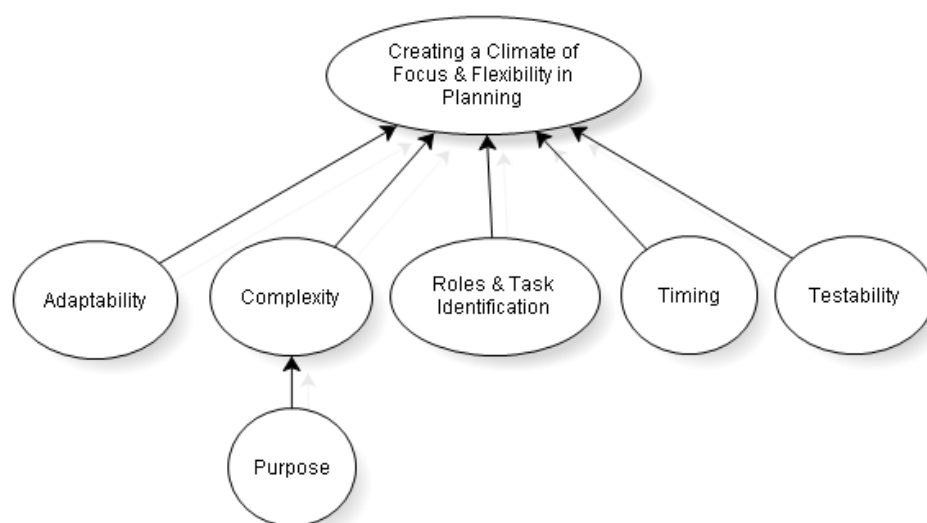 Creating a Climate of
Focus & Flexibility in
Planning
Adaptability
Complexity
Roles & Task
Identification
Timing
Testability
Purpose